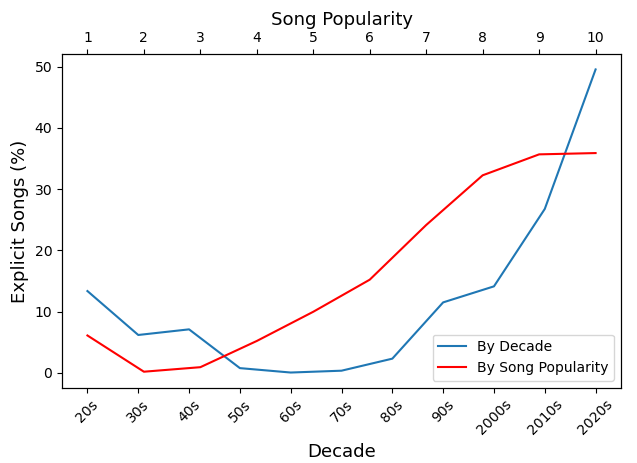 Song Popularity
1 2 3 4 5 6 7 8 9 10
Explicit Songs (%)
50
40
30
20
10
0
By Decade
By Song Popularity
20s 30s 40s 50s 60s 70s 80s 90s 2000s 2010s 2020s
Decade